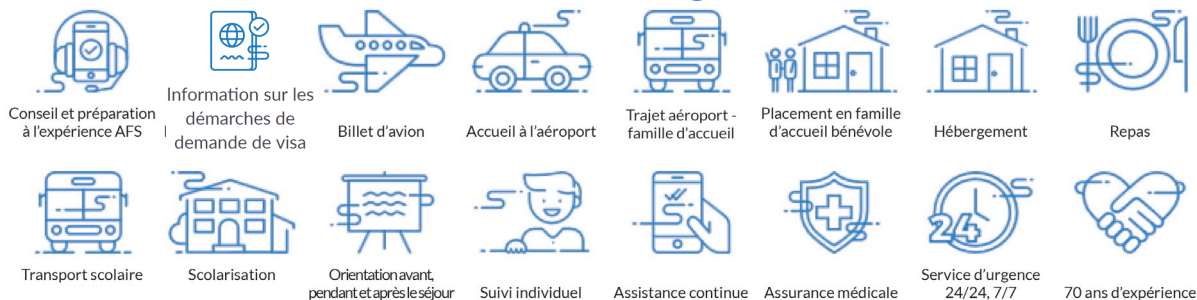 Conseil et préparation
à l'expérience AFS
Information sur les
démarches de
demande de visa
Billet d'avion
Accueil à l'aéroport
Trajet aéroport -
famille d'accueil
Placement en famille
d'accueil bénévole
Hébergement
Repas
Transport scolaire
Scolarisation
Orientation avant,
pendant et après le séjour
Suivi individuel
Assistance continue
Assurance médicale
24
Service d'urgence
24/24, 7/7
70 ans d'expérience